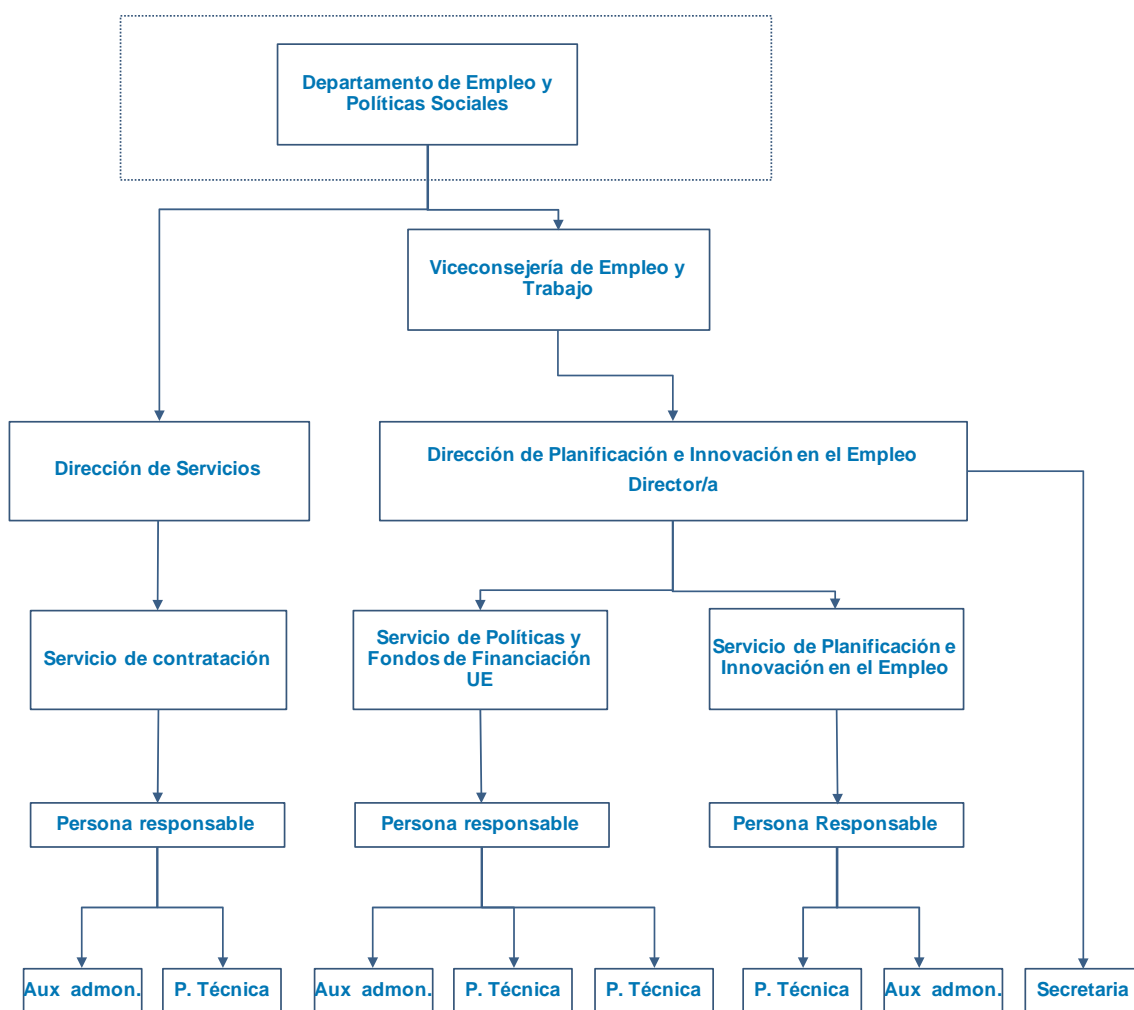 Departamento de Empleo y
Políticas Sociales
Viceconsejería de Empleo y
Trabajo
Dirección de Servicios
Dirección de Planificación e Innovación en el Empleo
Director/a
Servicio de contratación
Servicio de Políticas y
Fondos de Financiación
UE
Servicio de Planificación e
Innovación en el Empleo
Persona responsable
Persona responsable
Persona Responsable
Aux admon.
P. Técnica
Aux admon.
P. Técnica
P. Técnica
P. Técnica
Aux admon.
Secretaria